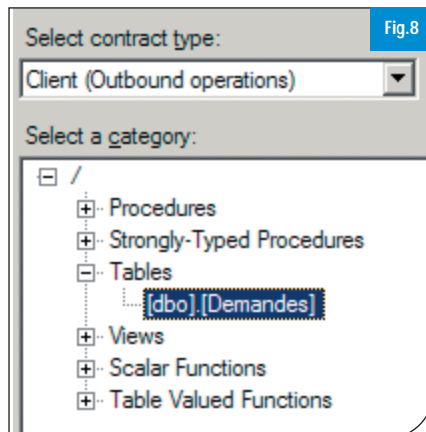 Fig.8
Select contract type:
Client (Outbound operations)
Select a category:
/
Procedures
Strongly-Typed Procedures
Tables
[dbo].[Demandes]
Views
Scalar Functions
Table Valued Functions